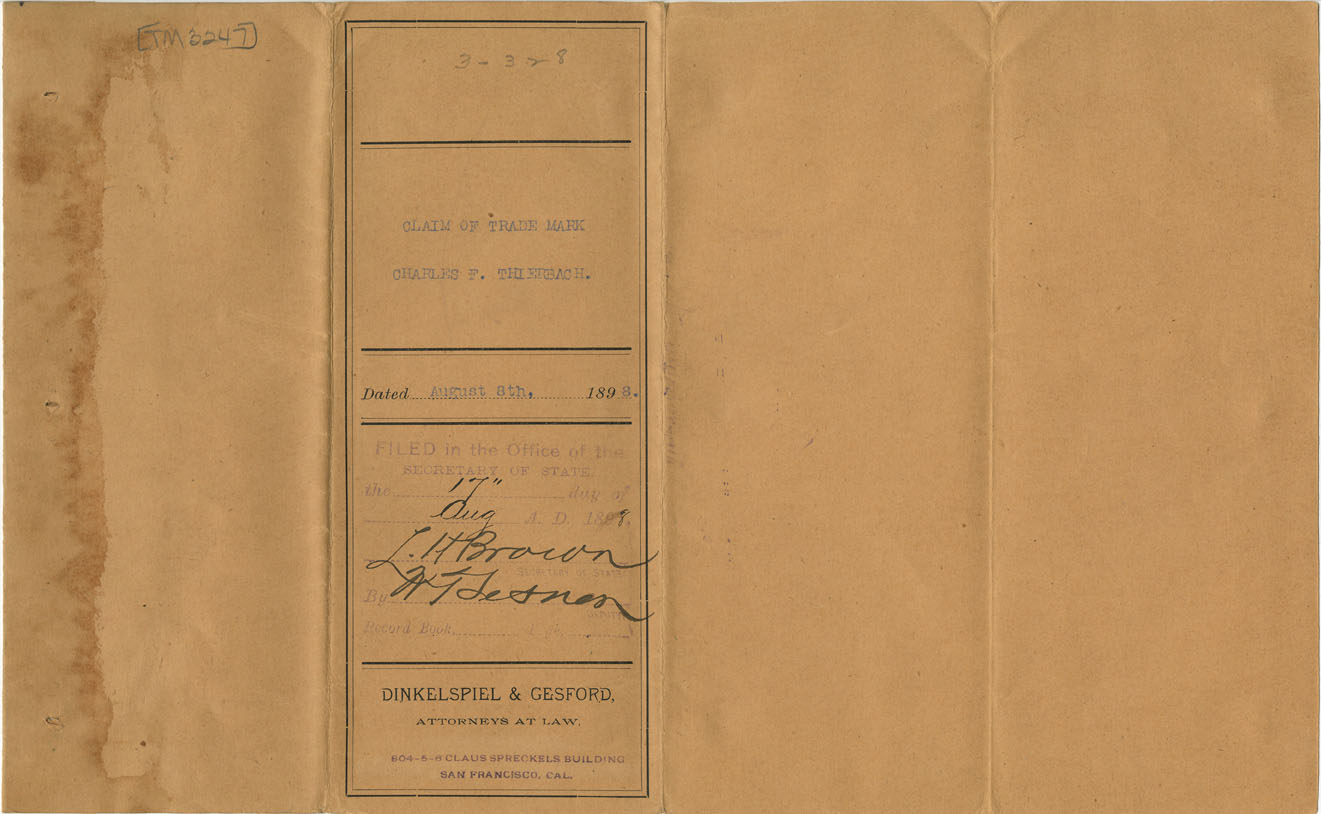 [TM 3247]
3-3-8
CLAIM OF TRADE MARK
CHARLES F. THIERBACH.
Dated August 8th, 1898.
FILED in the Office of the
SECRETARY OF STATE.
the 17" day of
Aug A. D. 1898,
L. H Brown
SECRETARY OF STATE
By
DEPUTY
Record Book,
DINKELSPIEL & GESFORD,
ATTORNEYS AT LAW,
804-5-6 CLAUS SPRECKELS BUILDING
SAN FRANCISCO, CAL.